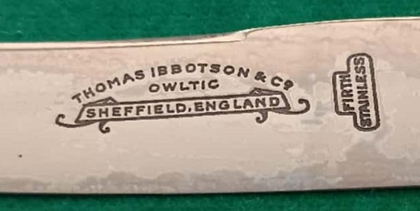 THOMAS IBBOTSON & Co
OWLTIC
SHEFFIELD, ENGLAND
FIRTH
STAINLESS